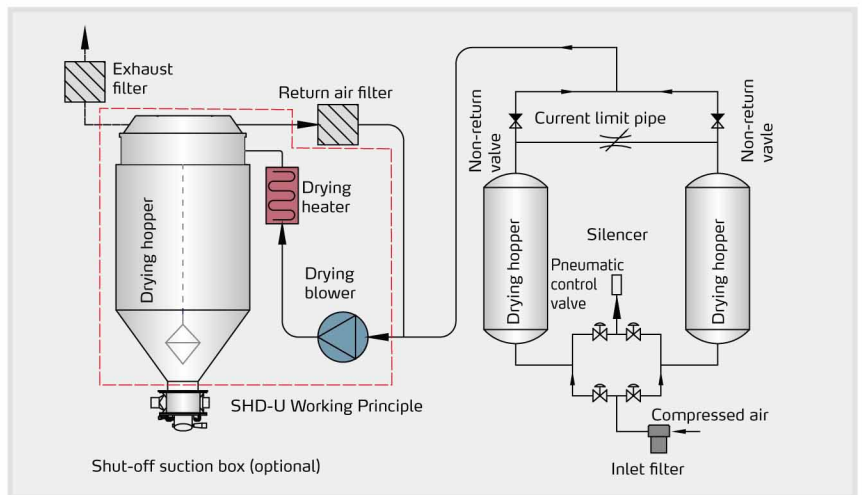 Exhaust
filter
Return air filter
Drying hopper
Drying
heater
Drying
blower
SHD-U Working Principle
Shut-off suction box (optional)
Non-return
valve
Current limit pipe
Non-return
vavle
Drying hopper
Silencer
Pneumatic
control
valve
Drying hopper
Compressed air
Inlet filter